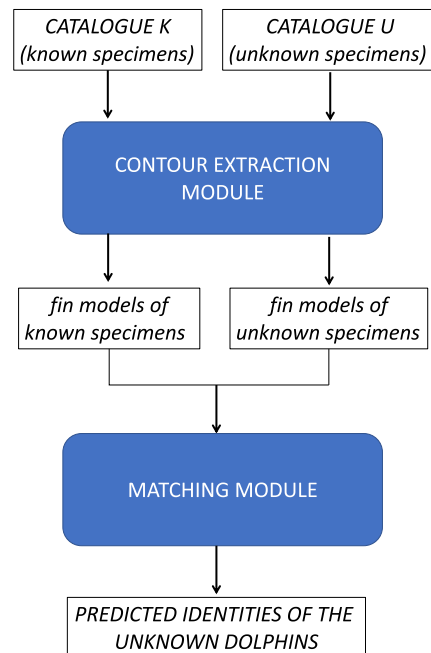 CATALOGUE K
(known specimens)
CATALOGUE U
(unknown specimens)
CONTOUR EXTRACTION
MODULE
fin models of
known specimens
fin models of
unknown specimens
MATCHING MODULE
PREDICTED IDENTITIES OF THE
UNKNOWN DOLPHINS